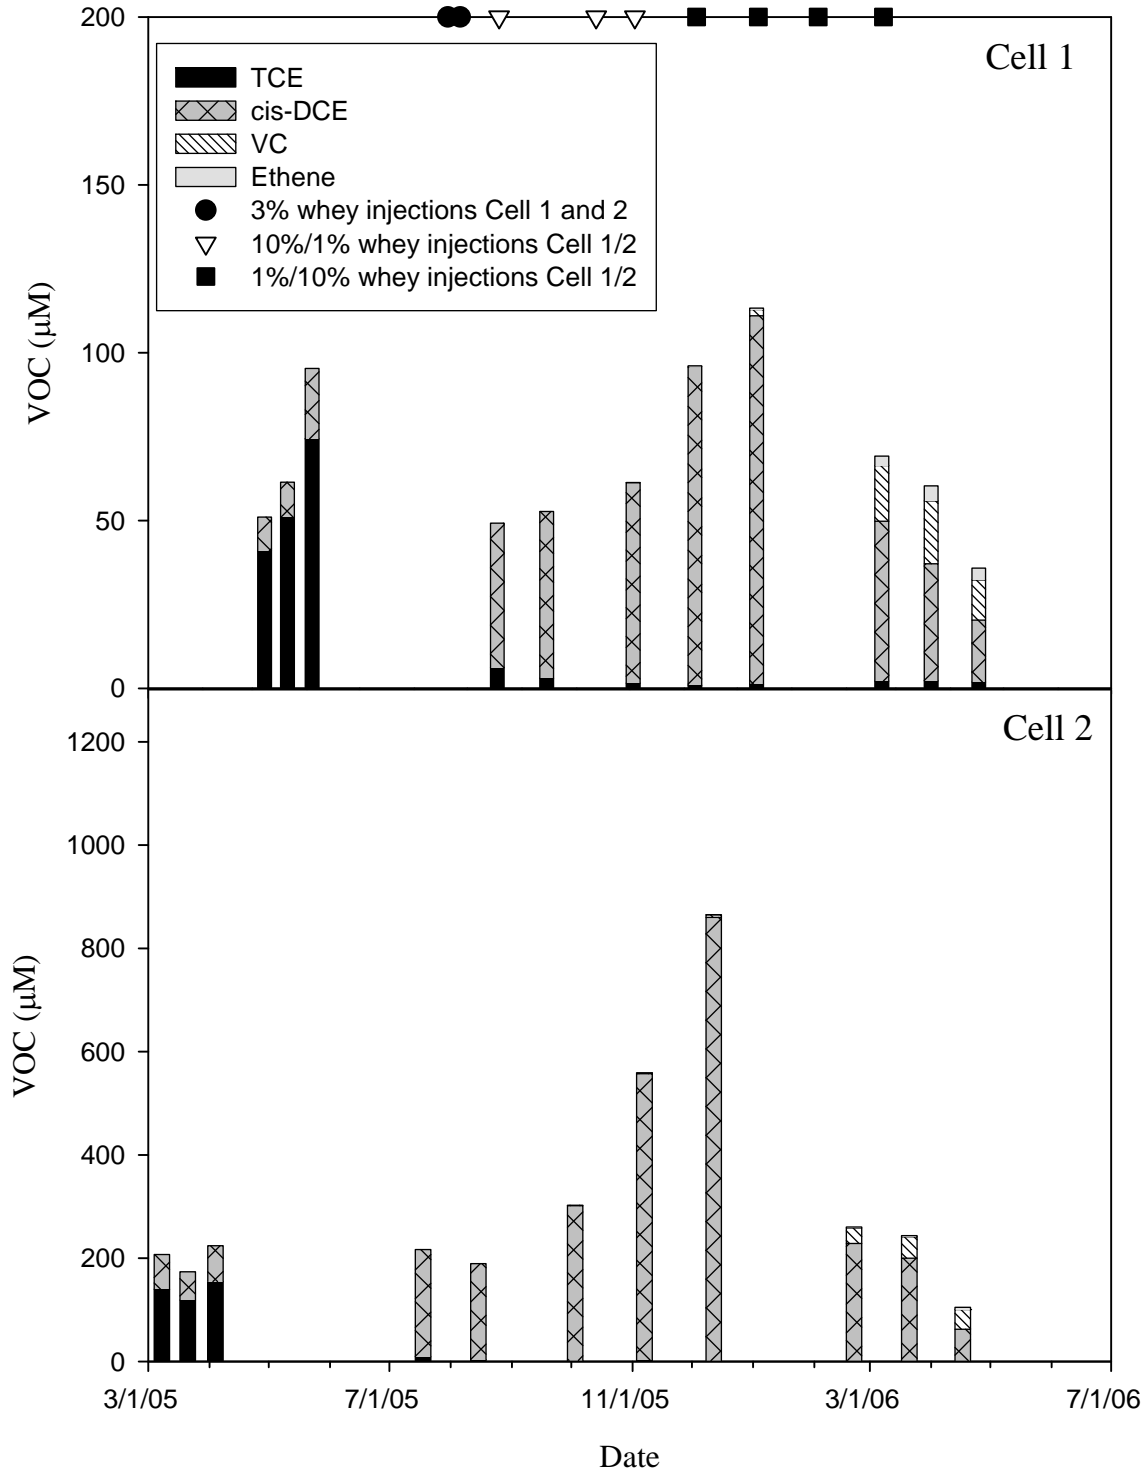 200
Cell 1
TCE
cis-DCE
VC
Ethene
3% whey injections Cell 1 and 2
10%/1% whey injections Cell 1/2
1%/10% whey injections Cell 1/2
150
100
50
0
VOC (μM)
Cell 2
1200
1000
800
600
400
200
0
VOC (μM)
3/1/05 7/1/05 11/1/05 3/1/06 7/1/06
Date